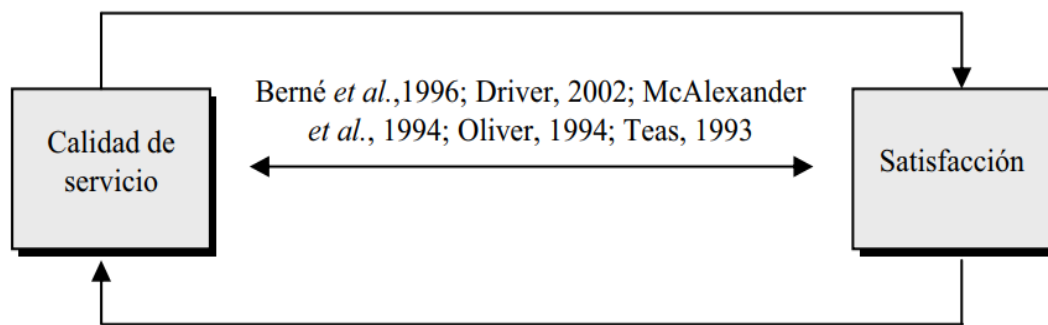 Berné et al.,1996; Driver, 2002; McAlexander
et al., 1994; Oliver, 1994; Teas, 1993
Calidad de
servicio
Satisfacción